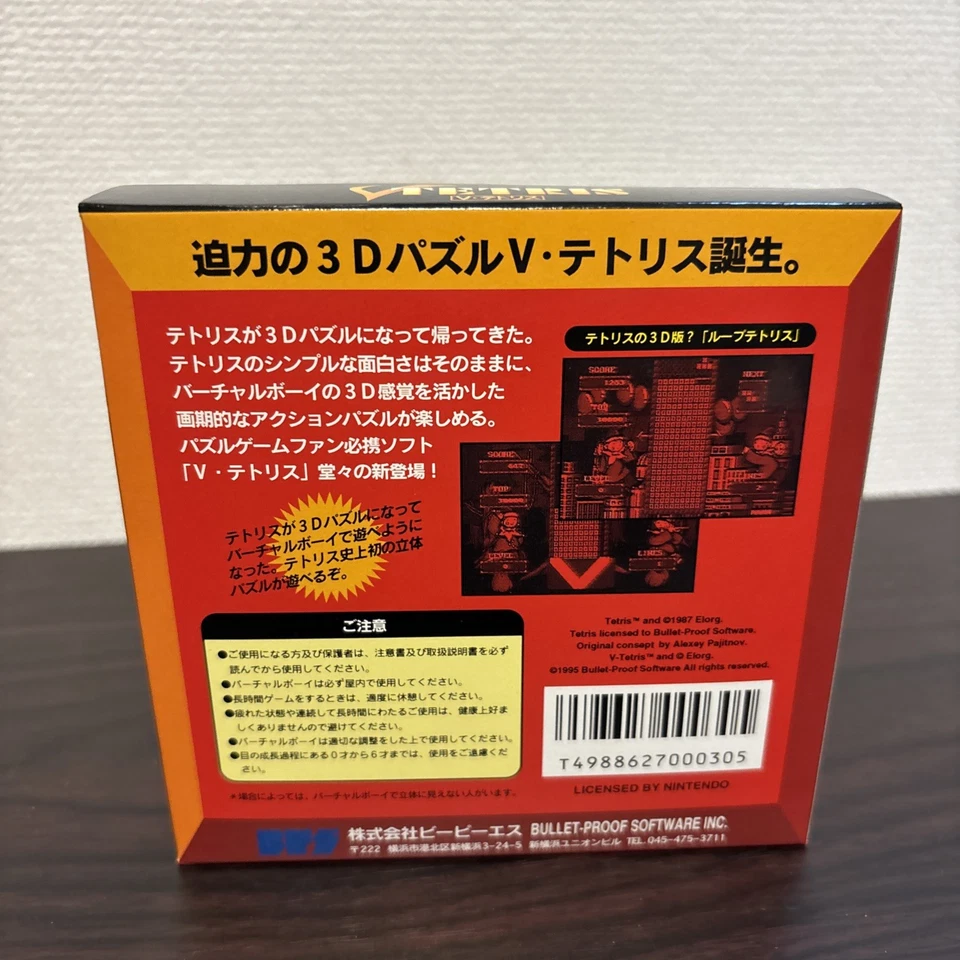 V-TETRIS
[V・テトリス]
迫力の3DパズルV・テトリス誕生。
テトリスが3Dパズルになって帰ってきた。
テトリスのシンプルな面白さはそのままに、
バーチャルボーイの3D感覚を活かした
画期的なアクションパズルが楽しめる。
パズルゲームファン必携ソフト
「V・テトリス」堂々の新登場!
テトリスが3Dパズルになって
バーチャルボーイで遊べように
なった。テトリス史上初の立体
パズルが遊べるぞ。
テトリスの3D版?「ループテトリス」
SCORE
NEXT
TOP
LEVEL
SCORE
TOP
LEVEL
LINES
ご注意
●ご使用になる方及び保護者は、注意書及び取扱説明書を必ず
読んでから使用してください。
●バーチャルボーイは必ず屋内で使用してください。
●長時間ゲームをするときは、適度に休憩してください。
●疲れた状態や連続して長時間にわたるご使用は、健康上好ま
しくありませんので避けてください。
●バーチャルボーイは適切な調整をした上で使用してください。
●目の成長過程にある0才から6才までは、使用をご遠慮くだ
さい。
*場合によっては、バーチャルボーイで立体に見えない人がいます。
Tetris™ and ©1987 Elorg.
Tetris licensed to Bullet-Proof Software.
Original consept by Alexey Pajitnov.
V-Tetris™ and © Elorg.
©1995 Bullet-Proof Software All rights reserved.
T4988627000305
LICENSED BY NINTENDO
BPS 株式会社ビーピーエス BULLET-PROOF SOFTWARE INC.
〒222 横浜市港北区新横浜3-24-5 新横浜ユニオンビル TEL. 045-475-3711